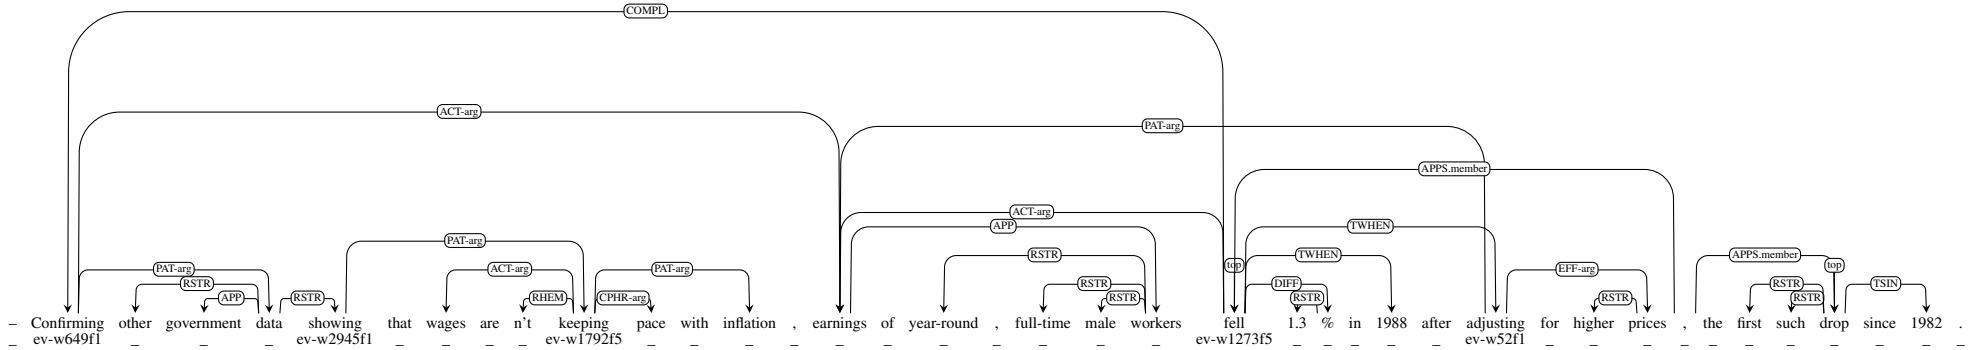 COMPL
ACT-arg
PAT-arg
APPS.member
ACT-arg
APP TWHEN
PAT-arg
RSTR top TWHEN APPS.member
PAT-arg ACT-arg PAT-arg EFF-arg top
RSTR RSTR DIFF RSTR TSIN
APP RSTR RHEM CPHR-arg RSTR RSTR RSTR RSTR
– Confirming other government data showing that wages are n't keeping pace with inflation , earnings of year-round , full-time male workers fell 1.3 % in 1988 after adjusting for higher prices , the first such drop since 1982 .
_ ev-w649f1 _ _ _ ev-w2945f1 _ _ _ _ ev-w1792f5 _ _ _ _ _ _ _ _ _ _ _ ev-w1273f5 _ _ _ _ _ ev-w52f1 _ _ _ _ _ _ _ _ _ _ _